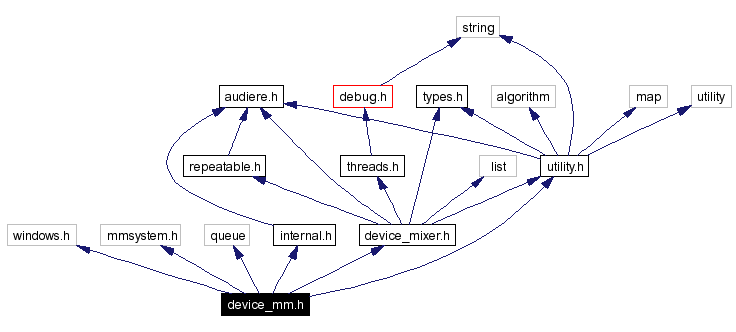 string
audiere.h
debug.h
types.h
algorithm
map
utility
repeatable.h
threads.h
list
utility.h
windows.h
mmsystem.h
queue
internal.h
device_mixer.h
device_mm.h